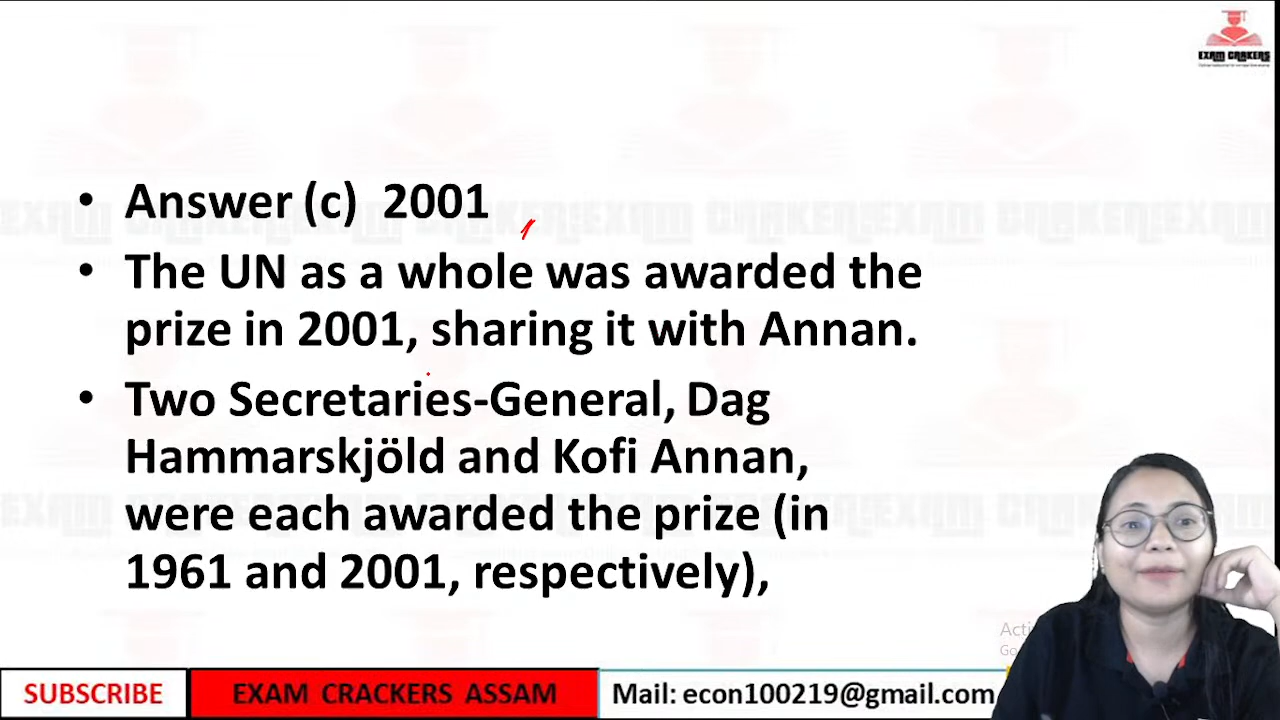 EXAM CRAKERS
• Answer (c) 2001
• The UN as a whole was awarded the
prize in 2001, sharing it with Annan.
• Two Secretaries-General, Dag
Hammarskjöld and Kofi Annan,
were each awarded the prize (in
1961 and 2001, respectively),
SUBSCRIBE
EXAM CRACKERS ASSAM
Mail: econ100219@gmail.com